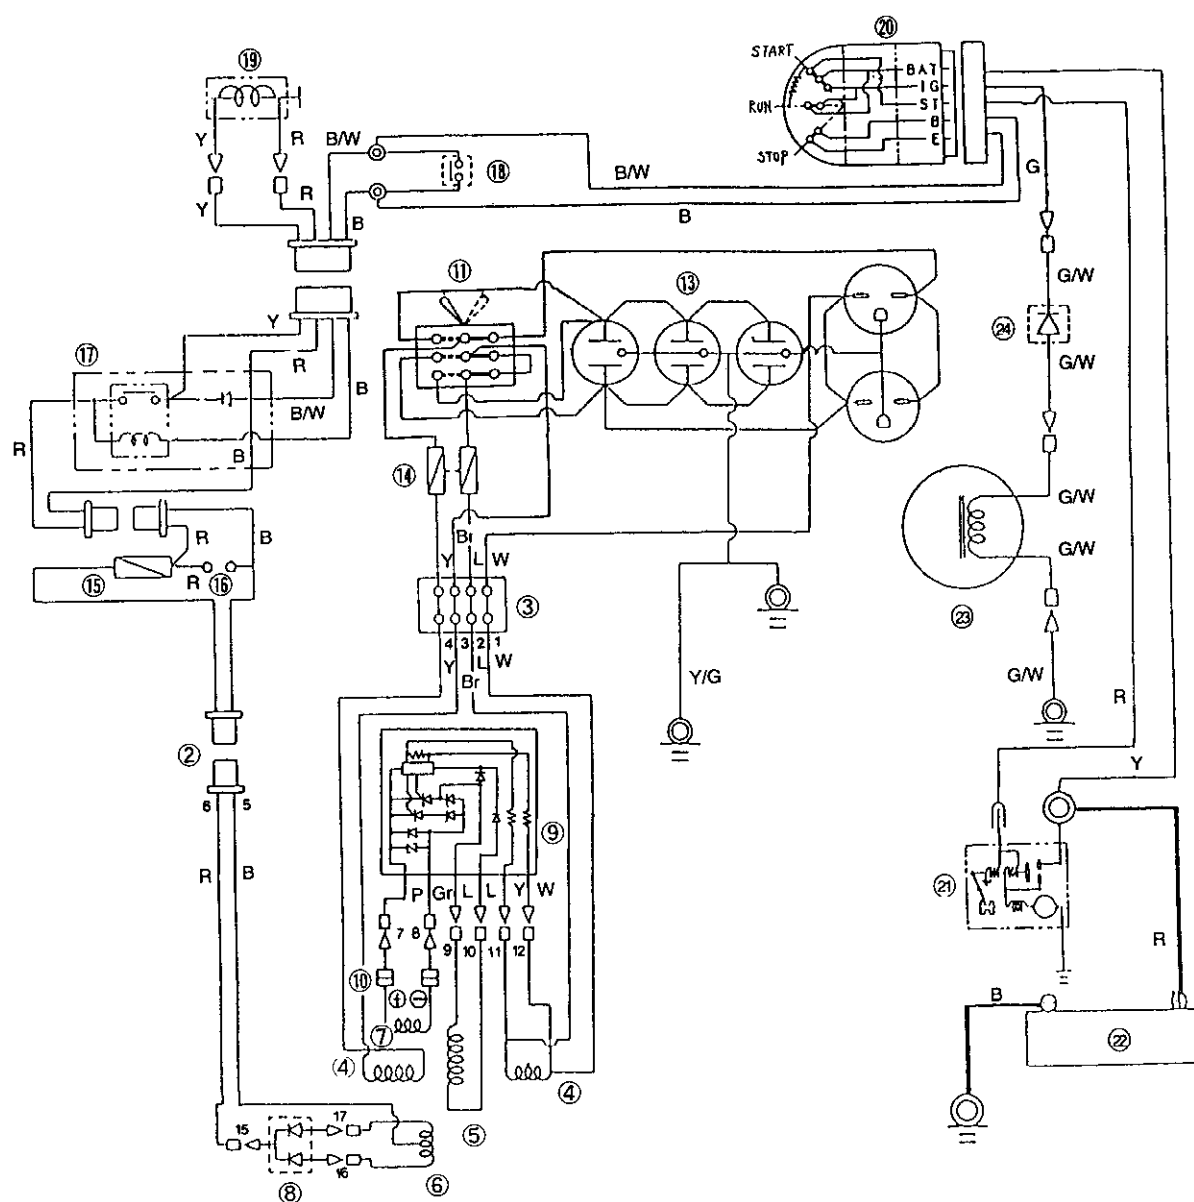 ⑳
START
BAT
IG
RUN
ST
B
E
STOP
⑲
Y
R
B/W
⑱
B/W
G
Y
R
B
B
⑪
⑬
G/W
㉔
G/W
Y
R
⑰
B
B/W
R
B
⑭
G/W
R
B
B
G/W
Y
L
W
⑮
R
⑯
③
㉓
4
3
2
1
Y
L
W
Br
Y/G
G/W
R
②
Y
6
5
⑨
R
B
P
Gr
L
L
Y
W
㉑
7
8
9
10
11
12
⑩
+
−
R
B
⑦
④
④
㉒
15
17
⑤
16
⑧
⑥